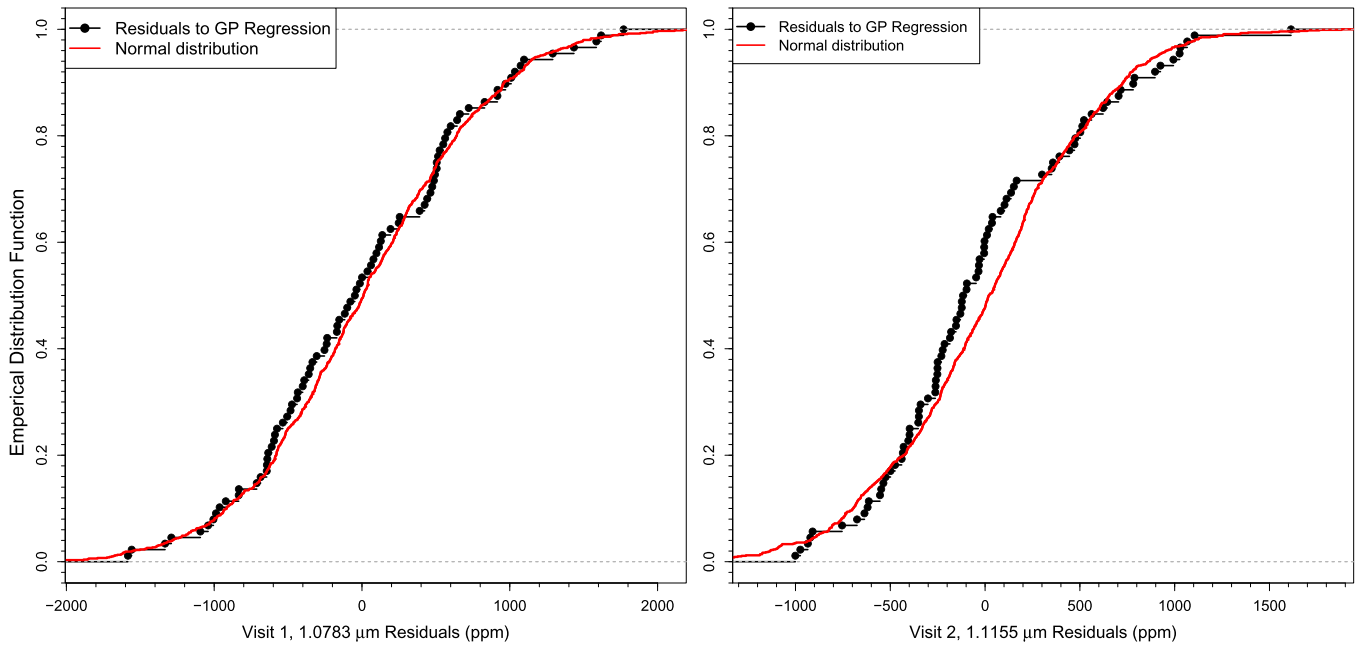 Residuals to GP Regression
Normal distribution
Emperical Distribution Function
1.0
0.8
0.6
0.4
0.2
0.0
−2000 −1000 0 1000 2000
Visit 1, 1.0783 μm Residuals (ppm)
Residuals to GP Regression
Normal distribution
1.0
0.8
0.6
0.4
0.2
0.0
−1000 −500 0 500 1000 1500
Visit 2, 1.1155 μm Residuals (ppm)